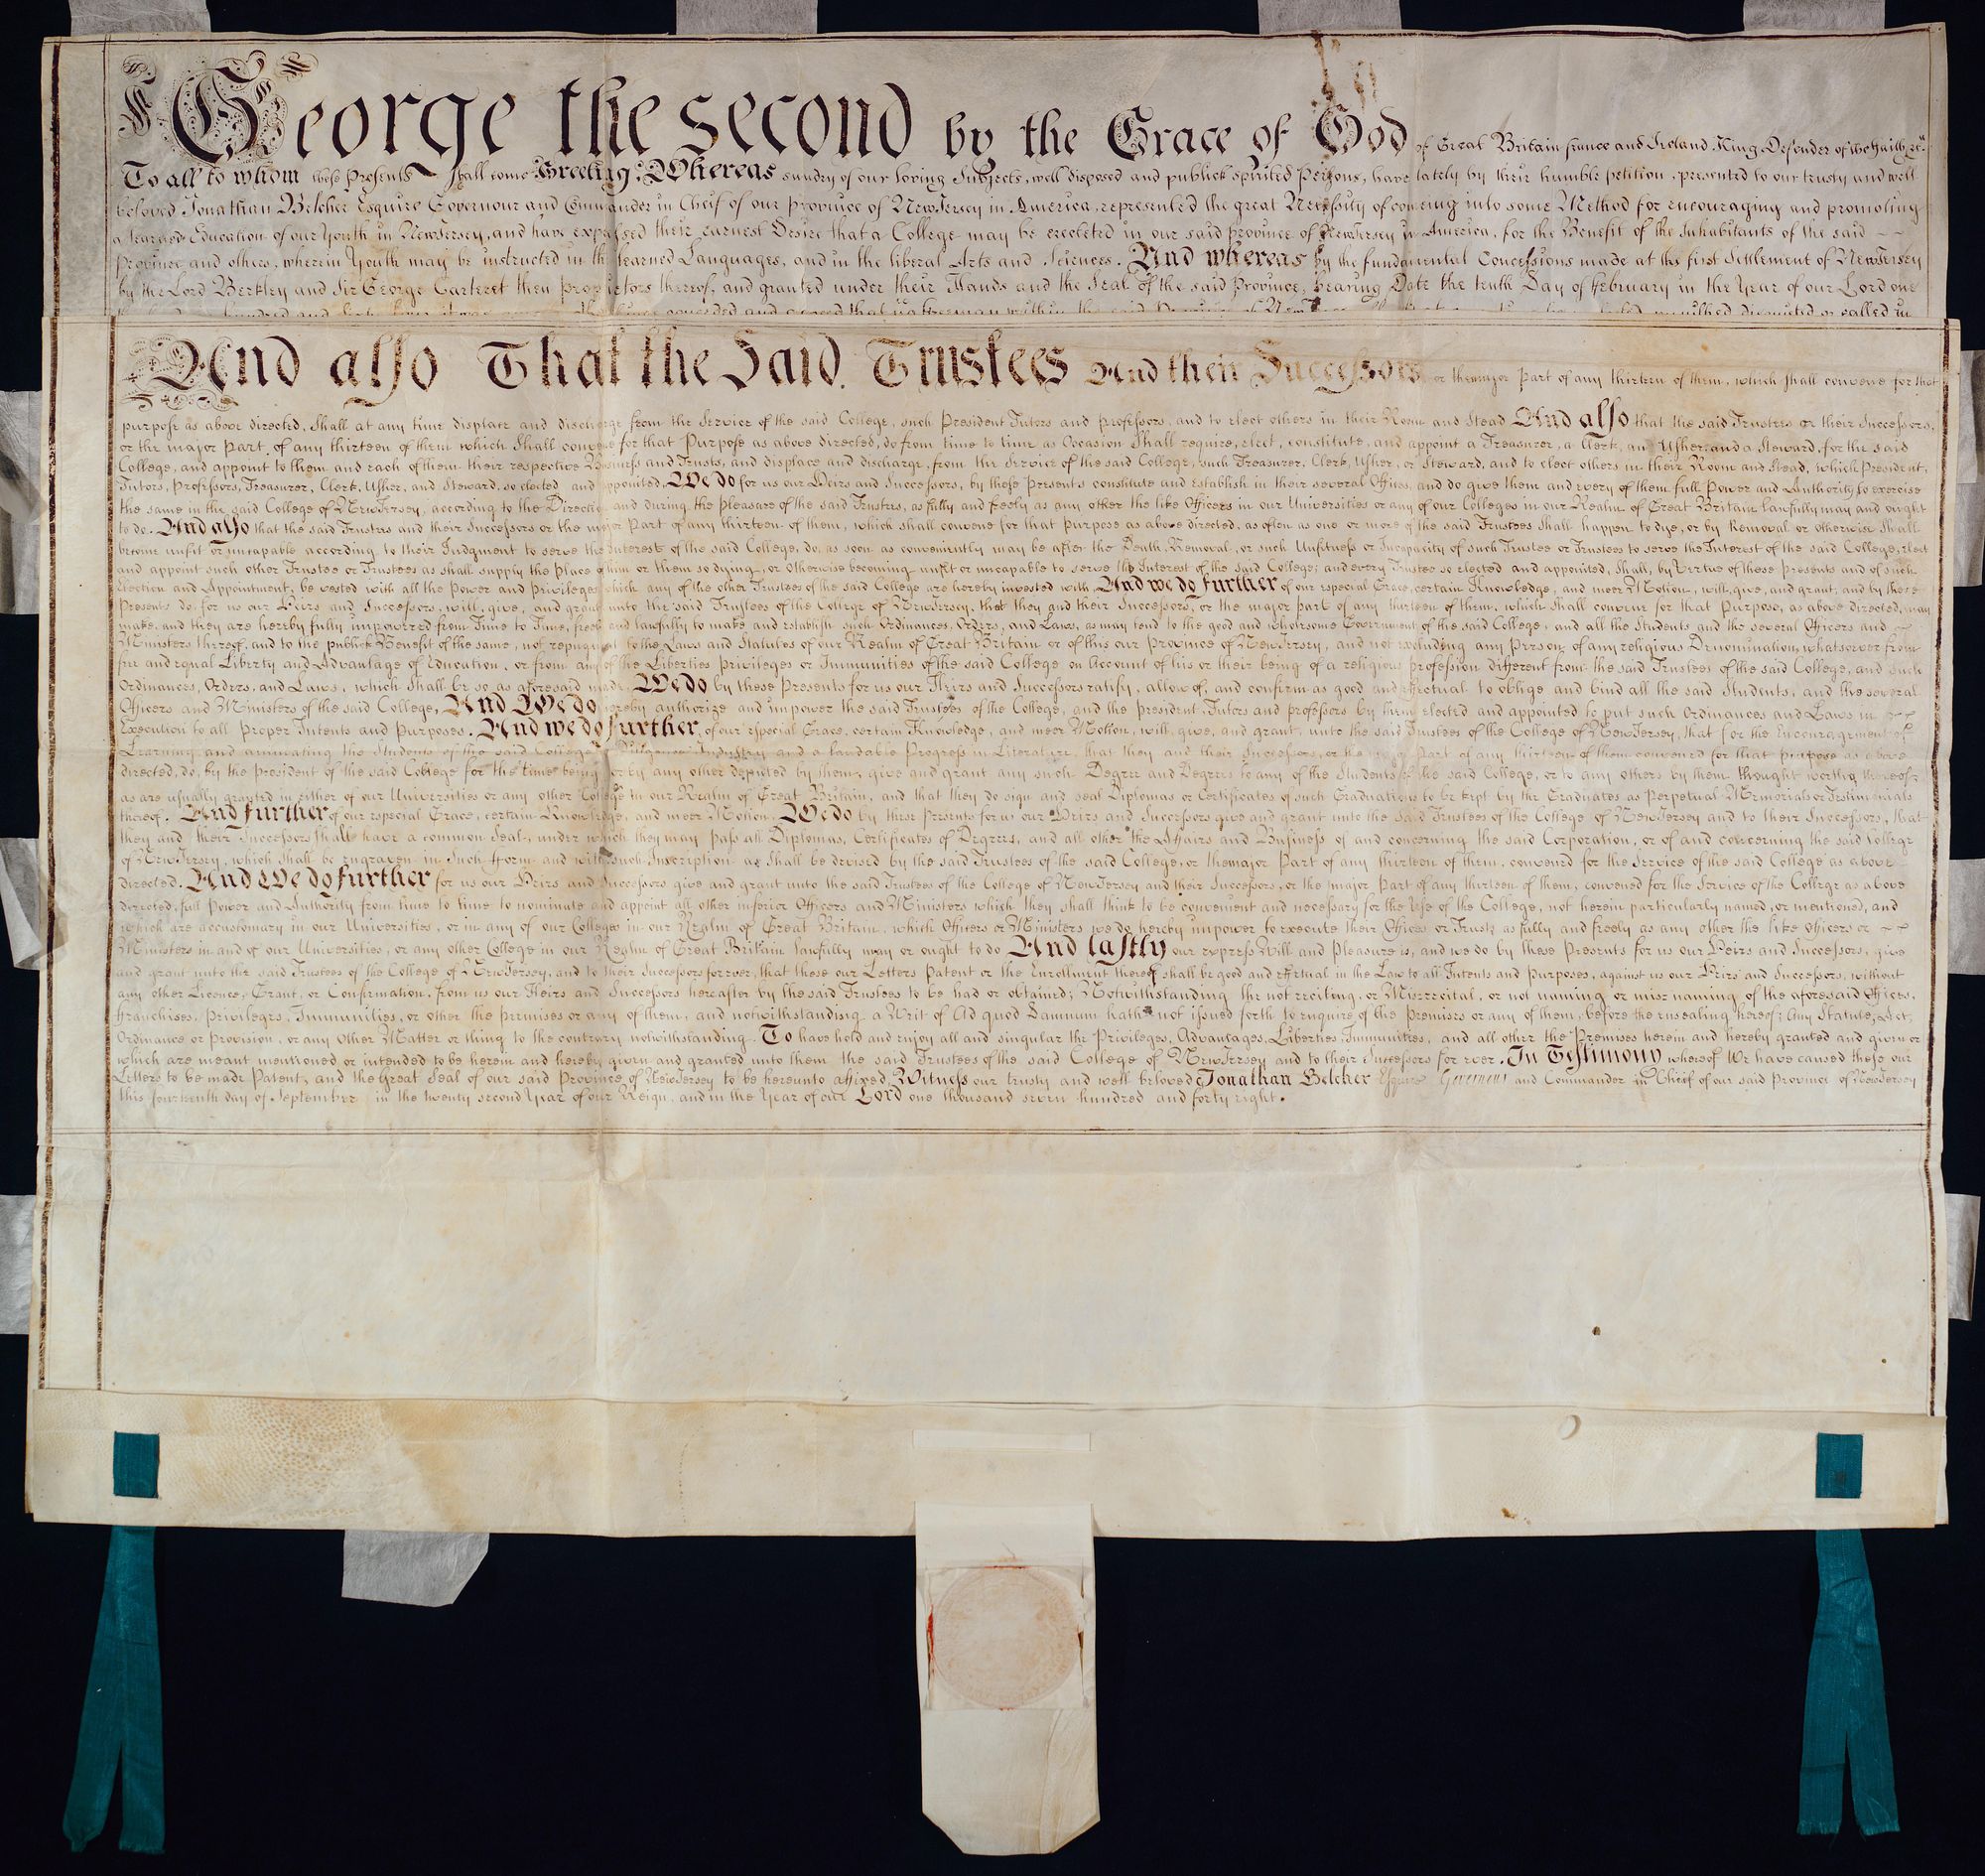 George the second by the Grace of God of Great Britain France and Ireland King Defender of the Faith &c.
To all to whom these Presents shall come Greeting: Whereas sundry of our loving Subjects, well disposed and publick spirited Persons, have lately by their humble petition, presented to our trusty and well
beloved Jonathan Belcher Esquire Governour and Commander in Cheif of our Province of New Jersey in America, represented the great Necessity of coming into some Method for encouraging and promoting
a learned Education of our Youth in New Jersey, and have expressed their earnest Desire that a College may be erected in our said Province of New Jersey in America, for the Benefit of the Inhabitants of the said
Province and others, wherein Youth may be instructed in the learned Languages, and in the liberal Arts and Sciences. And whereas by the fundamental Concessions made at the first Settlement of New Jersey
by the Lord Berkley and Sir George Carteret then proprietors thereof, and granted under their Hands and the Seal of the said Province, bearing Date the tenth Day of February in the Year of our Lord one
And also That the Said Trustees And their Successors or the major Part of any thirteen of them, which shall convene for that
purpose as above directed, shall at any time displace and discharge from the Service of the said College, such President Tutors and Professors, and to elect others in their Room and Stead And also that the said Trustees or their Successors,
or the major Part, of any thirteen of them which shall convene for that Purpose as above directed, do from time to time as Occasion shall require, elect, constitute, and appoint a Treasurer, a Clerk, an Usher, and a Steward, for the said
College, and appoint to them and each of them their respective Business and Trusts, and displace and discharge, from the Service of the said College, such Treasurer, Clerk, Usher, or Steward, and to elect others in their Room and Stead, which President,
Tutors, Professors, Treasurer, Clerk, Usher, and Steward, so elected and appointed, We do for us our Heirs and Successors, by these Presents constitute and establish in their several Offices, and do give them and every of them full Power and Authority to exercise
the same in the said College of New Jersey, according to the Direction and during the pleasure of the said Trustees, as fully and freely as any other the like Officers in our Universities or any of our Colleges in our Realm of Great Britain lawfully may and ought
to do. And also that the said Trustees and their Successors or the major Part of any thirteen of them, which shall convene for that purpose as above directed, as often as one or more of the said Trustees shall happen to dye, or by Removal or otherwise shall
become unfit or uncapable according to their Judgment to serve the Interest of the said College, do, as soon as conveniently may be after the Death, Removal, or such Unfitness or Incapacity of such Trustee or Trustees to serve the Interest of the said College, elect
and appoint such other Trustee or Trustees as shall supply the Place of him or them so dying, or otherwise becoming unfit or uncapable to serve the Interest of the said College; and every Trustee so elected and appointed, shall, by Virtue of these Presents and of such
Election and Appointment, be vested with all the Power and Privileges which any of the other Trustees of the said College are hereby invested with And we do further of our especial Grace, certain Knowledge, and meer Motion, will, give, and grant, and by these
Presents do, for us our Heirs and Successors, will, give, and grant unto the said Trustees of the College of New Jersey, that they and their Successors, or the major part of any thirteen of them, which shall convene for that Purpose, as above directed, may
make, and they are hereby fully impowered from Time to Time, freely and lawfully to make and establish such Ordinances, Orders, and Laws, as may tend to the good and wholesome Government of the said College, and all the Students and the several Officers and
Ministers thereof, and to the publick Benefit of the same, not repugnant to the Laws and Statutes of our Realm of Great Britain or of this our Province of New Jersey, and not excluding any Person of any religious Denomination whatsoever from
free and equal Liberty and Advantage of Education, or from any of the Liberties Privileges or Immunities of the said College on Account of his or their being of a religious profession different from the said Trustees of the said College, and such
Ordinances, Orders, and Laws, which shall be so as aforesaid made, We do by these Presents for us our Heirs and Successors ratify, allow of, and confirm as good and effectual to oblige and bind all the said Students, and the several
Officers and Ministers of the said College, And We do hereby authorize and impower the said Trustees of the College, and the president Tutors and professors by them elected and appointed to put such Ordinances and Laws in
Execution to all Proper Intents and Purposes. And we do further, of our especial Grace, certain Knowledge, and meer Motion, will, give, and grant, unto the said Trustees of the College of New Jersey, that for the Encouragement of
Learning and animating the Students of the said College to Diligence Industry and a laudable Progress in Literature, that they and their Successors, or the major Part of any thirteen of them convened for that purpose as above
directed, do, by the President of the said College for the time being or by any other deputed by them, give and grant any such Degree and Degrees to any of the Students of the said College, or to any others by them thought worthy thereof,
as are usually granted in either of our Universities or any other College in our Realm of Great Britain, and that they do sign and seal Diplomas or Certificates of such Graduations to be kept by the Graduates as Perpetual Memorials or Testimonials
thereof. And further of our especial Grace, certain Knowledge, and meer Motion, We do by these Presents for us our Heirs and Successors give and grant unto the said Trustees of the College of New Jersey and to their Successors, that
they and their Successors shall have a common Seal, under which they may pass all Diplomas, Certificates of Degrees, and all other the Affairs and Business of and concerning the said Corporation, or of and concerning the said College
of New Jersey, which shall be engraven in such Form and with such Inscription as shall be devised by the said Trustees of the said College, or the major Part of any thirteen of them, convened for the Service of the said College as above
directed. And We do further for us our Heirs and Successors give and grant unto the said Trustees of the College of New Jersey and their Successors, or the major Part of any thirteen of them, convened for the Service of the College as above
directed, full Power and Authority from time to time to nominate and appoint all other inferior Officers and Ministers which they shall think to be convenient and necessary for the Use of the College, not herein particularly named, or mentioned, and
which are accustomary in our Universities, or in any of our Colleges in our Realm of Great Britain, which Officers or Ministers we do hereby impower to execute their Offices or Trusts as fully and freely as any other the like Officers or
Ministers in and of our Universities, or any other College in our Realm of Great Britain lawfully may or ought to do And lastly our express Will and Pleasure is, and we do by these Presents for us our Heirs and Successors, give
and grant unto the said Trustees of the College of New Jersey, and to their Successors forever, that these our Letters Patent or the Enrollment thereof shall be good and effectual in the Law to all Intents and Purposes, against us our Heirs and Successors, without
any other Licence, Grant, or Confirmation, from us our Heirs and Successors hereafter by the said Trustees to be had or obtained; Notwithstanding the not reciting, or Misrecital, or not naming or mis-naming of the aforesaid Offices,
Franchises, Privileges, Immunities, or other the premises or any of them, and notwithstanding a Writ of Ad quod Damnum hath not issued forth to enquire of the Premises or any of them, before the ensealing hereof; Any Statute, Act,
Ordinance or Provision, or any Other Matter or thing to the contrary notwithstanding. To have hold and enjoy all and singular the Privileges, Advantages, Liberties, Immunities, and all other the Premises herein and hereby granted and given or
which are meant mentioned or intended to be herein and hereby given and granted unto them the said Trustees of the said College of New Jersey and to their Successors for ever. In Testimony whereof We have caused these our
Letters to be made Patent, and the Great Seal of our said Province of New Jersey to be hereunto affixed Witness our trusty and well beloved Jonathan Belcher Esquire Governour and Commander in Cheif of our said Province of New Jersey
this fourteenth day of September in the twenty second Year of our Reign, and in the Year of our Lord one thousand seven hundred and forty eight.